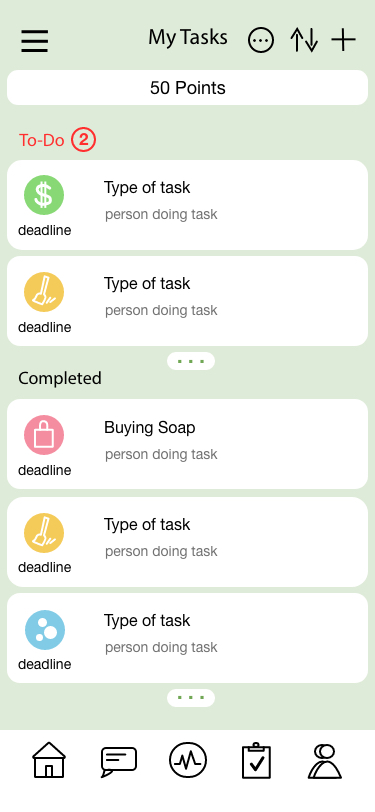 My Tasks
50 Points
To-Do 2
$
Type of task
person doing task
deadline
Type of task
person doing task
deadline
Completed
Buying Soap
person doing task
deadline
Type of task
person doing task
deadline
Type of task
person doing task
deadline